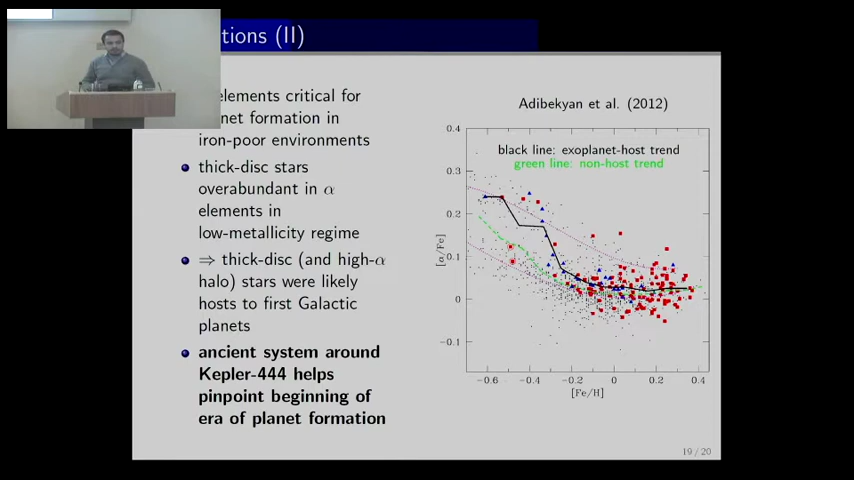 tions (II)
elements critical for
net formation in
iron-poor environments
thick-disc stars
overabundant in α
elements in
low-metallicity regime
⇒ thick-disc (and high-α
halo) stars were likely
hosts to first Galactic
planets
ancient system around
Kepler-444 helps
pinpoint beginning of
era of planet formation
Adibekyan et al. (2012)
black line: exoplanet-host trend
green line: non-host trend
0.4
0.3
0.2
0.1
0
−0.1
[α/Fe]
−0.6 −0.4 −0.2 0 0.2 0.4
[Fe/H]
19 / 20